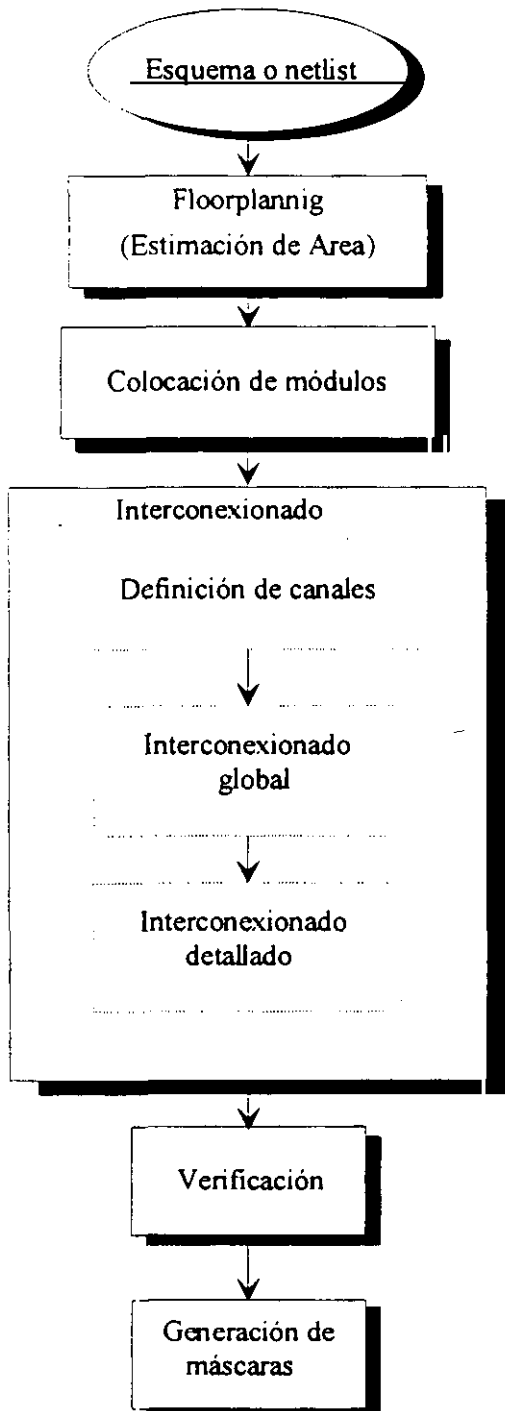 Esquema o netlist
Floorplannig
(Estimación de Area)
Colocación de módulos
Interconexionado
Definición de canales
Interconexionado
global
Interconexionado
detallado
Verificación
Generación de
máscaras